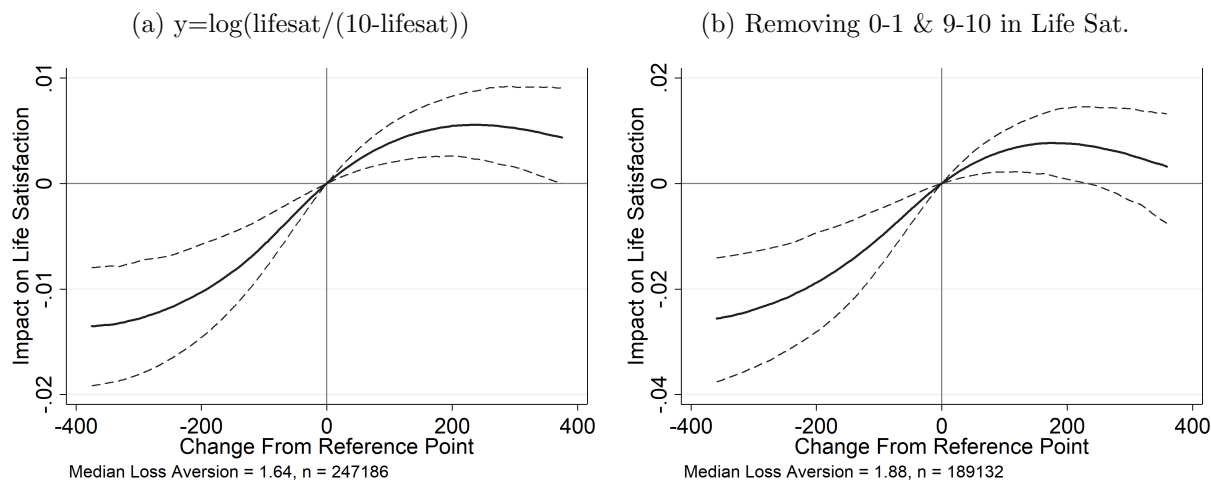 (a) y=log(lifesat/(10-lifesat))
Impact on Life Satisfaction
.01
0
-.01
-.02
-400
-200
0
200
400
Change From Reference Point
Median Loss Aversion = 1.64, n = 247186
(b) Removing 0-1 & 9-10 in Life Sat.
Impact on Life Satisfaction
.02
0
-.02
-.04
-400
-200
0
200
400
Change From Reference Point
Median Loss Aversion = 1.88, n = 189132